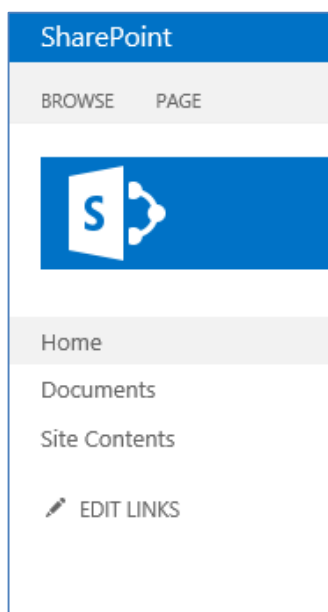 SharePoint
BROWSE PAGE
S
Home
Documents
Site Contents
EDIT LINKS